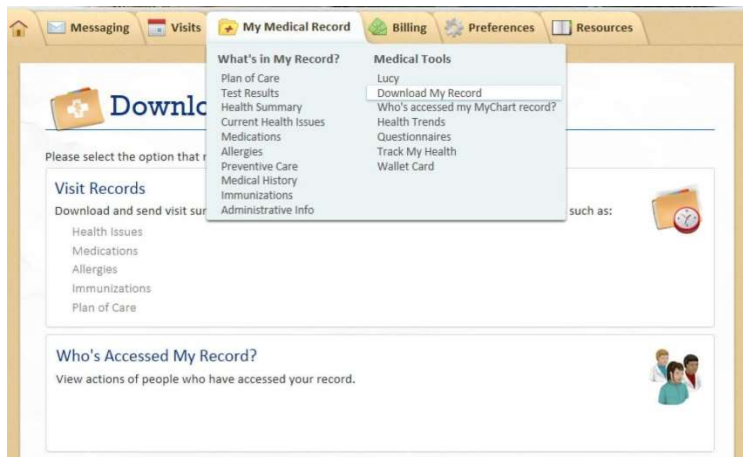 Messaging
Visits
My Medical Record
Billing
Preferences
Resources
What's in My Record?
Plan of Care
Test Results
Health Summary
Current Health Issues
Medications
Allergies
Preventive Care
Medical History
Immunizations
Administrative Info
Medical Tools
Lucy
Download My Record
Who's accessed my MyChart record?
Health Trends
Questionnaires
Track My Health
Wallet Card
Please select the option that
Visit Records
Download and send visit such as:
Health Issues
Medications
Allergies
Immunizations
Plan of Care
Who's Accessed My Record?
View actions of people who have accessed your record.